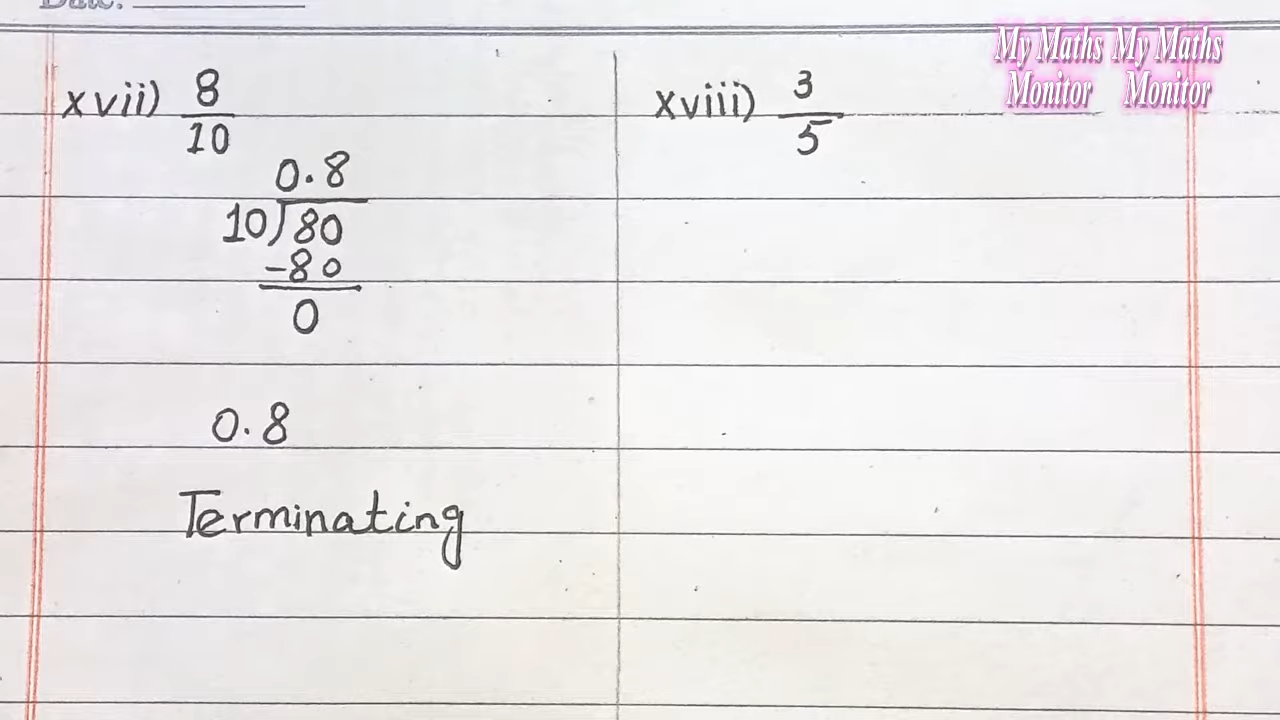 Date:
xvii) 8
10
0.8
10)80
-80
0
0.8
Terminating
xviii) 3
5
My Maths My Maths
Monitor Monitor